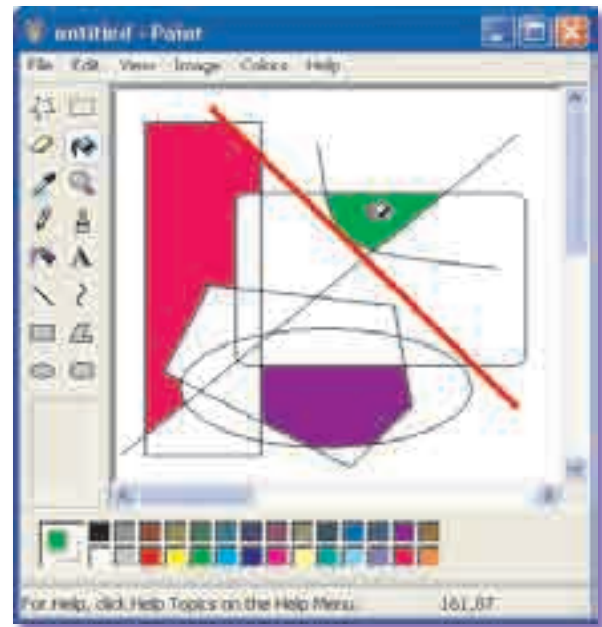 untitled - Paint
File Edit View Image Colors Help
For Help, click Help Topics on the Help Menu. 161,87